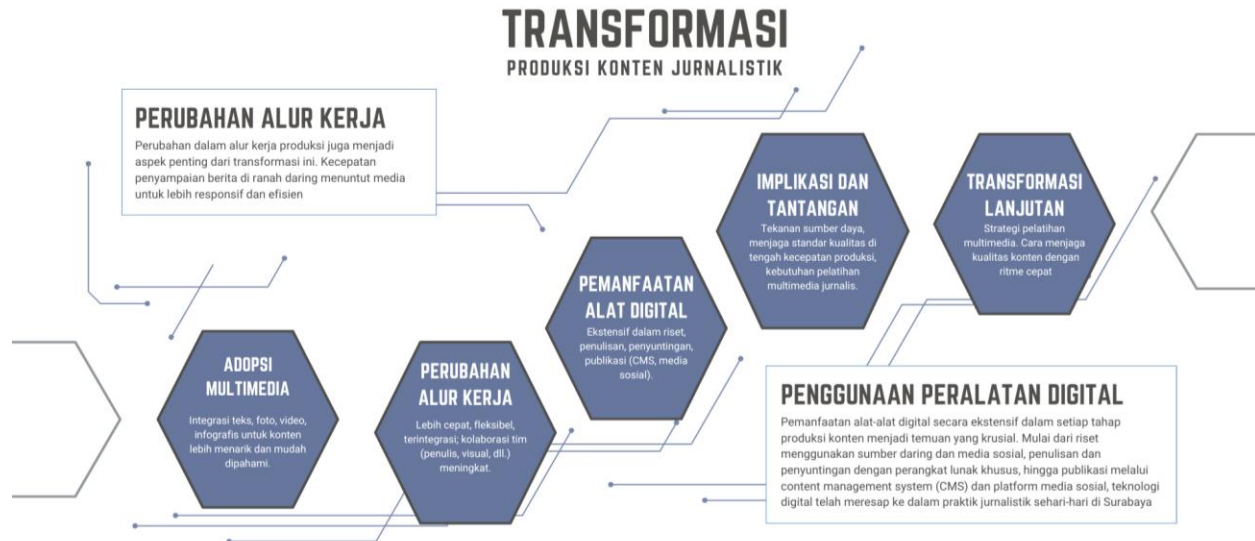 TRANSFORMASI
PRODUKSI KONTEN JURNALISTIK
PERUBAHAN ALUR KERJA
Perubahan dalam alur kerja produksi juga menjadi
aspek penting dari transformasi ini. Kecepatan
penyampaian berita di ranah daring menuntut media
untuk lebih responsif dan efisien
ADOPSI
MULTIMEDIA
Integrasi teks, foto, video,
infografis untuk konten
lebih menarik dan mudah
dipahami.
PERUBAHAN
ALUR KERJA
Lebih cepat, fleksibel,
terintegrasi; kolaborasi tim
(penulis, visual, dll.)
meningkat.
PEMANFAATAN
ALAT DIGITAL
Ekstensif dalam riset,
penulisan, penyuntingan,
publikasi (CMS, media
sosial).
IMPLIKASI DAN
TANTANGAN
Tekanan sumber daya,
menjaga standar kualitas di
tengah kecepatan produksi,
kebutuhan pelatihan
multimedia jurnalis.
TRANSFORMASI
LANJUTAN
Strategi pelatihan
multimedia. Cara menjaga
kualitas konten dengan
ritme cepat
PENGGUNAAN PERALATAN DIGITAL
Pemanfaatan alat-alat digital secara ekstensif dalam setiap tahap
produksi konten menjadi temuan yang krusial. Mulai dari riset
menggunakan sumber daring dan media sosial, penulisan dan
penyuntingan dengan perangkat lunak khusus, hingga publikasi melalui
content management system (CMS) dan platform media sosial, teknologi
digital telah meresap ke dalam praktik jurnalistik sehari-hari di Surabaya